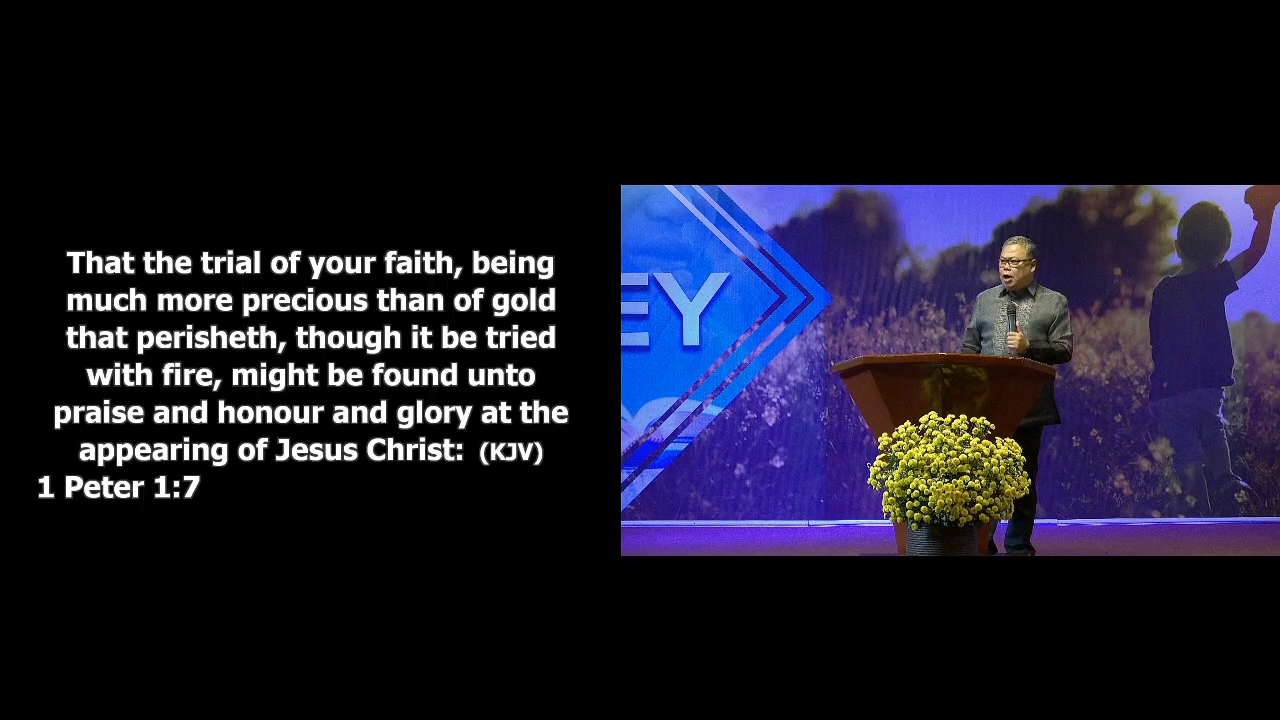 That the trial of your faith, being
much more precious than of gold
that perisheth, though it be tried
with fire, might be found unto
praise and honour and glory at the
appearing of Jesus Christ: (KJV)
1 Peter 1:7
EY